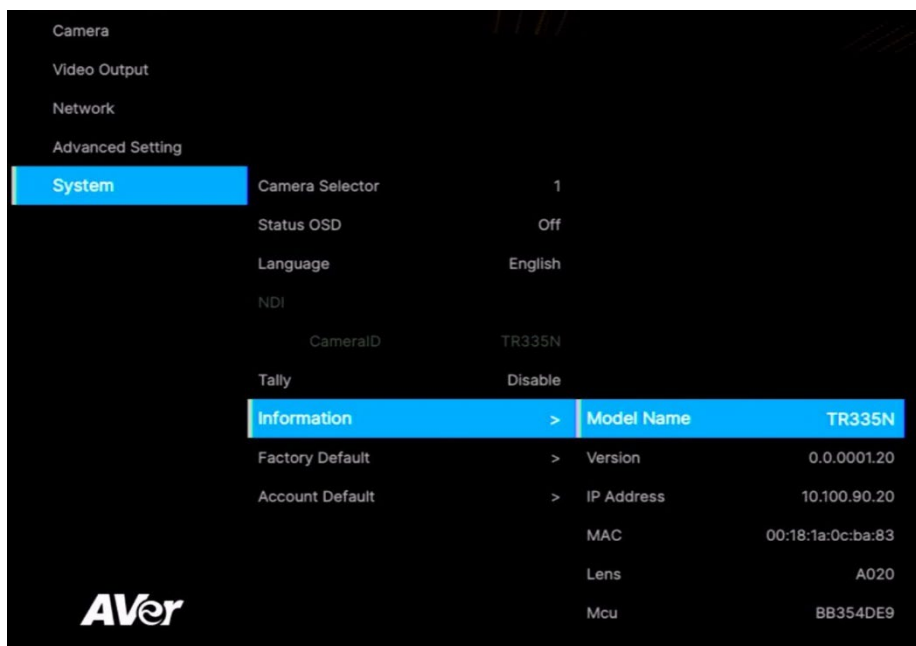 Camera
Video Output
Network
Advanced Setting
System
Camera Selector 1
Status OSD Off
Language English
NDI
CameraID TR335N
Tally Disable
Information > Model Name TR335N
Factory Default > Version 0.0.0001.20
Account Default > IP Address 10.100.90.20
MAC 00:18:1a:0c:ba:83
Lens A020
Mcu BB354DE9
AVer